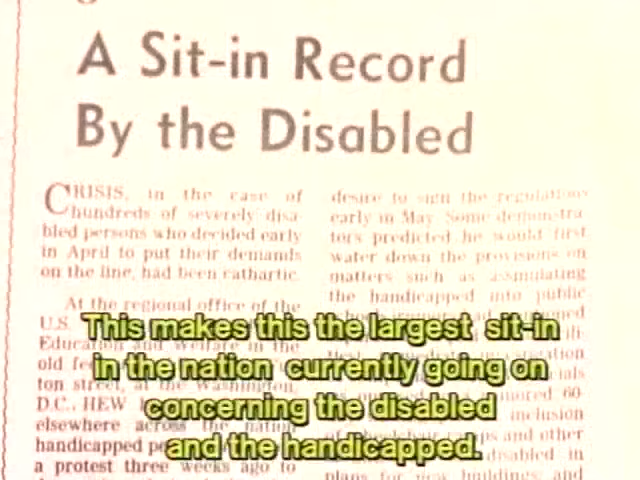 A Sit-in Record
By the Disabled
CRISIS, in the case of
hundreds of severely disa-
bled persons who decided early
in April to put their demands
on the line, had been cathartic.
At the regional office of the
U.S.
Education and Welfare in the
old
ton street, at the Washington,
D.C., HEW
elsewhere across the nation
handicapped
a protest three weeks ago to
desire to sign the regulations
early in May. Some demonstra-
tors predicted he would first
water down the provisions on
matters such as assimilating
the handicapped into public
inclusion
and other
disabled in
plans for new buildings; and
This makes this the largest sit-in
in the nation currently going on
concerning the disabled
and the handicapped.